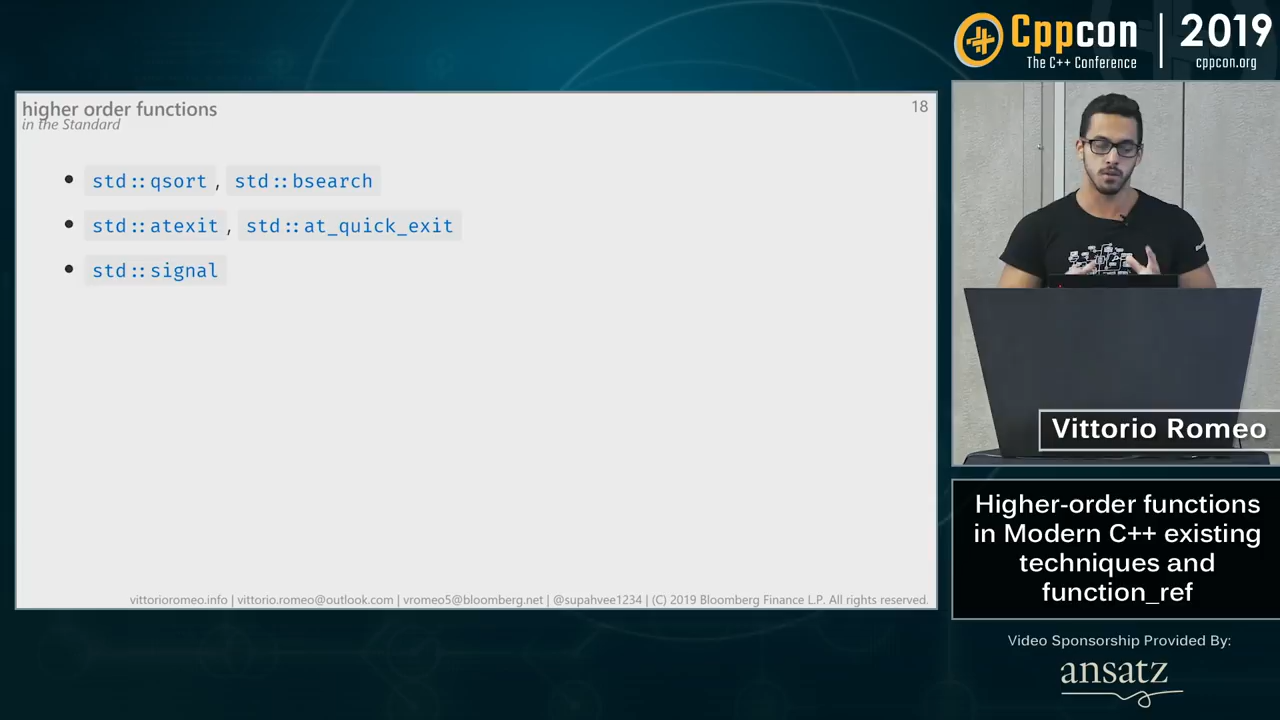 Cppcon | 2019
The C++ Conference
cppcon.org
higher order functions
in the Standard
18
• std::qsort, std::bsearch
• std::atexit, std::at_quick_exit
• std::signal
vittorioromeo.info | vittorio.romeo@outlook.com | vromeo5@bloomberg.net | @supahvee1234 | (C) 2019 Bloomberg Finance L.P. All rights reserved.
Vittorio Romeo
Higher-order functions
in Modern C++ existing
techniques and
function_ref
Video Sponsorship Provided By:
ansatz